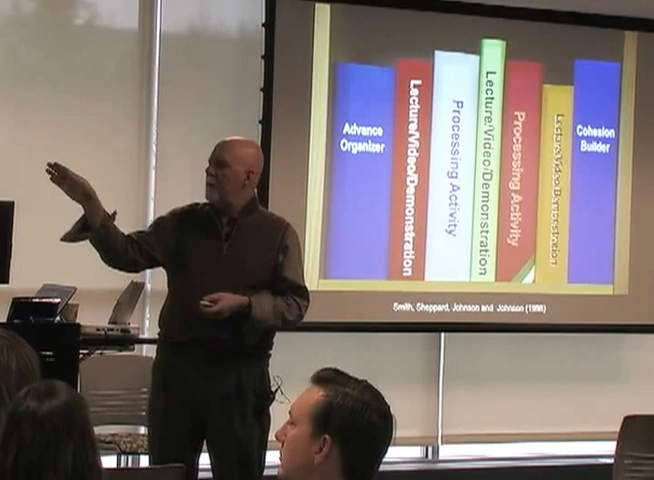 Advance
Organizer
Lecture/Video/Demonstration
Processing Activity
Lecture/Video/Demonstration
Processing Activity
Lecture/Video/Demonstration
Cohesion
Builder
Smith, Sheppard, Johnson and Johnson (1998)